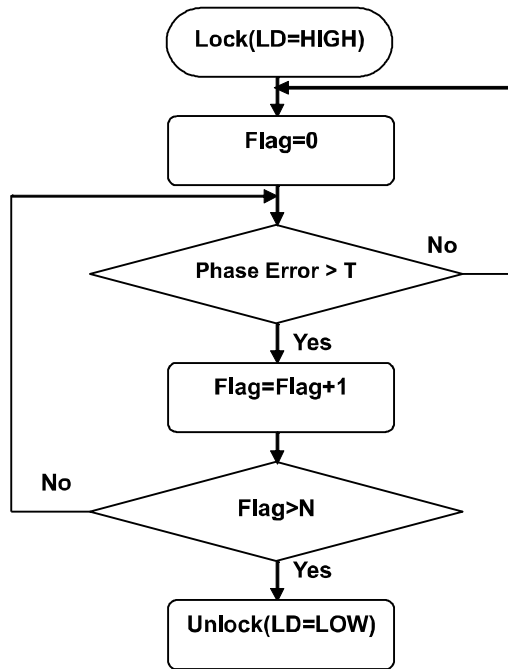 Lock(LD=HIGH)
Flag=0
Phase Error > T
No
Yes
Flag=Flag+1
Flag>N
No
Yes
Unlock(LD=LOW)